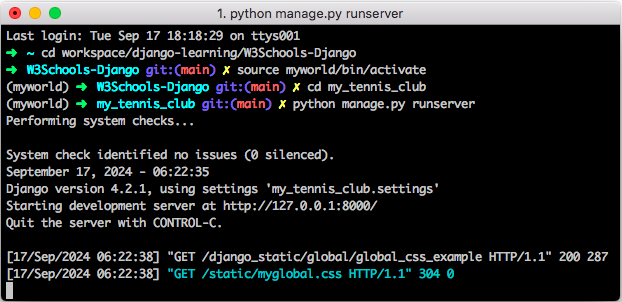 1. python manage.py runserver
Last login: Tue Sep 17 18:18:29 on ttys001
➜ ~ cd workspace/django-learning/W3Schools-Django
➜ W3Schools-Django git:(main) ✗ source myworld/bin/activate
(myworld) ➜ W3Schools-Django git:(main) ✗ cd my_tennis_club
(myworld) ➜ my_tennis_club git:(main) ✗ python manage.py runserver
Performing system checks...
System check identified no issues (0 silenced).
September 17, 2024 - 06:22:35
Django version 4.2.1, using settings 'my_tennis_club.settings'
Starting development server at http://127.0.0.1:8000/
Quit the server with CONTROL-C.
[17/Sep/2024 06:22:38] "GET /django_static/global/global_css_example HTTP/1.1" 200 287
[17/Sep/2024 06:22:38] "GET /static/myglobal.css HTTP/1.1" 304 0